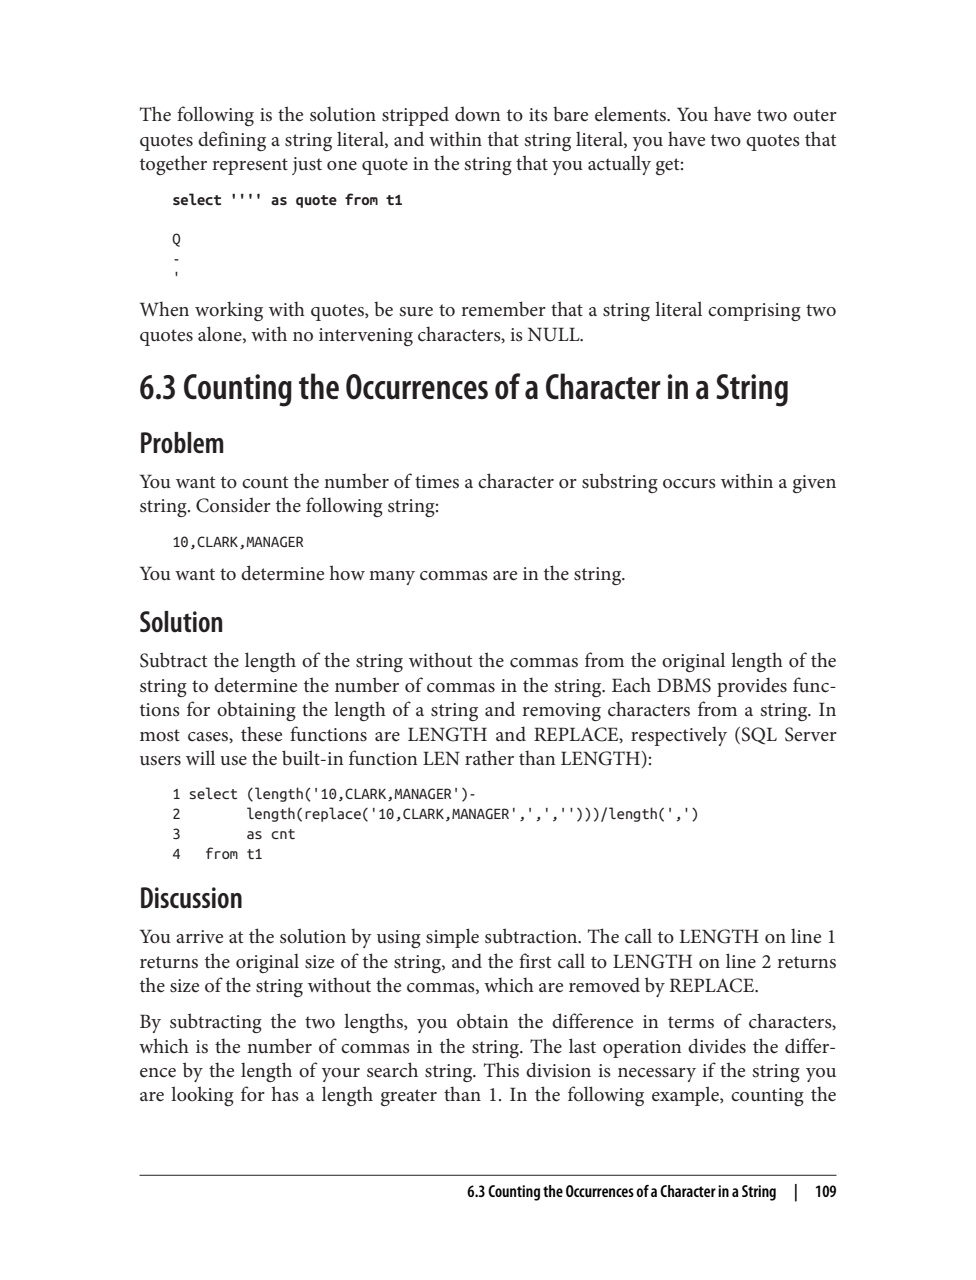 The following is the solution stripped down to its bare elements. You have two outer
quotes defining a string literal, and within that string literal, you have two quotes that
together represent just one quote in the string that you actually get:
select '''' as quote from t1
Q
-
'
When working with quotes, be sure to remember that a string literal comprising two
quotes alone, with no intervening characters, is NULL.
6.3 Counting the Occurrences of a Character in a String
Problem
You want to count the number of times a character or substring occurs within a given
string. Consider the following string:
10,CLARK,MANAGER
You want to determine how many commas are in the string.
Solution
Subtract the length of the string without the commas from the original length of the
string to determine the number of commas in the string. Each DBMS provides func-
tions for obtaining the length of a string and removing characters from a string. In
most cases, these functions are LENGTH and REPLACE, respectively (SQL Server
users will use the built-in function LEN rather than LENGTH):
1 select (length('10,CLARK,MANAGER')-
2        length(replace('10,CLARK,MANAGER',',','')))/length(',')
3        as cnt
4   from t1
Discussion
You arrive at the solution by using simple subtraction. The call to LENGTH on line 1
returns the original size of the string, and the first call to LENGTH on line 2 returns
the size of the string without the commas, which are removed by REPLACE.
By subtracting the two lengths, you obtain the difference in terms of characters,
which is the number of commas in the string. The last operation divides the differ-
ence by the length of your search string. This division is necessary if the string you
are looking for has a length greater than 1. In the following example, counting the
6.3 Counting the Occurrences of a Character in a String | 109